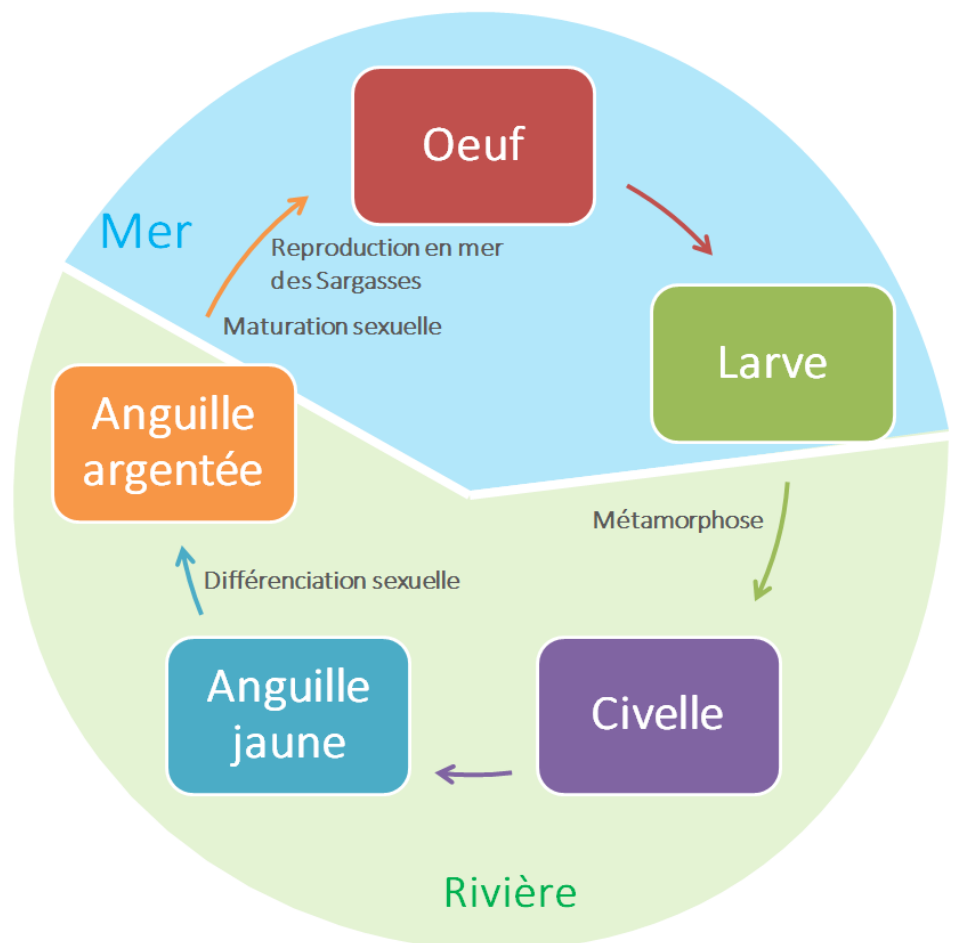 Oeuf
Mer
Reproduction en mer
des Sargasses
Maturation sexuelle
Larve
Anguille
argentée
Métamorphose
Différenciation sexuelle
Anguille
jaune
Civelle
Rivière